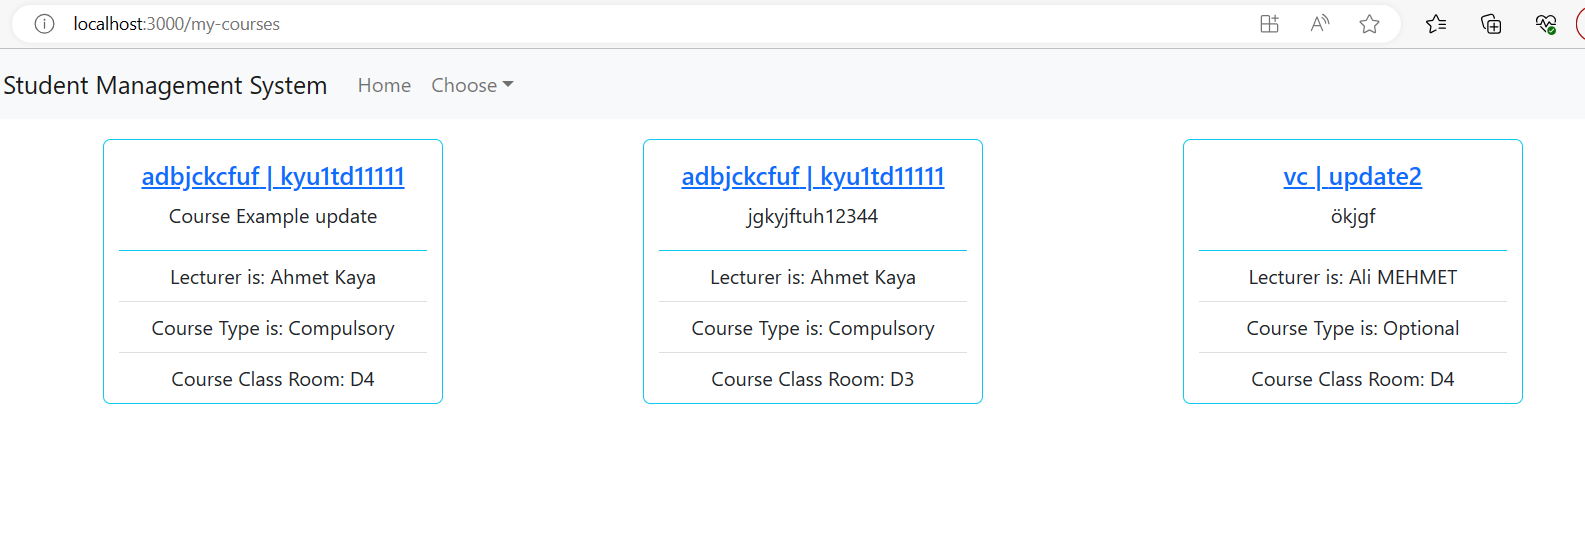 localhost:3000/my-courses
Student Management System Home Choose
adbjckcfuf | kyu1td11111
Course Example update
Lecturer is: Ahmet Kaya
Course Type is: Compulsory
Course Class Room: D4
adbjckcfuf | kyu1td11111
jgkyjftuh12344
Lecturer is: Ahmet Kaya
Course Type is: Compulsory
Course Class Room: D3
vc | update2
ökjgf
Lecturer is: Ali MEHMET
Course Type is: Optional
Course Class Room: D4